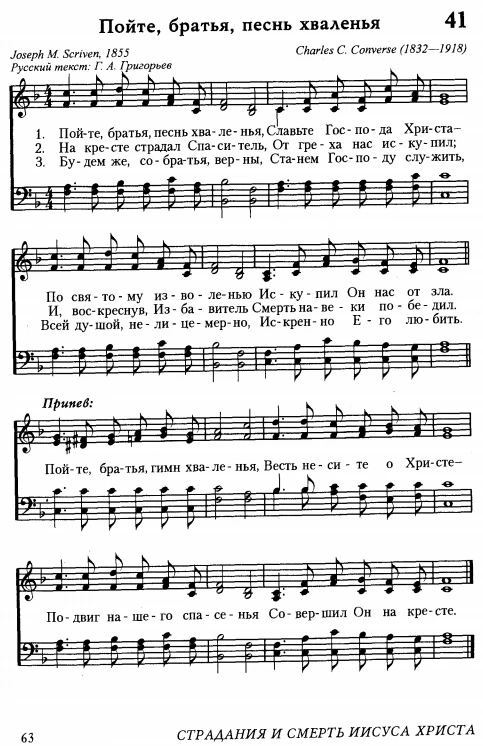 Пойте, братья, песнь хваленья 41
Joseph M. Scriven, 1855 Charles C. Converse (1832—1918)
Русский текст: Г. А. Григорьев
1. Пой-те, братья, песнь хва-ле-нья, Славьте Гос-по-да Хри-ста—
2. На кре-сте страдал Спа-си-тель, От гре-ха нас ис-ку-пил;
3. Бу-дем же, со-бра-тья, вер-ны, Ста-нем Гос-по-ду слу-жить,
По свя-то-му из-во-ле-нью Ис-ку-пил Он нас от зла.
И, вос-креснув, Из-ба-витель Смерть на-ве-ки по-бе-дил.
Всей ду-шой, не-ли-це-мер-но, Ис-крен-но Е-го лю-бить.
Припев:
Пой-те, бра-тья, гимн хва-ле-нья, Весть не-си-те о Хри-сте—
По-двиг на-ше-го спа-се-нья Со-вер-шил Он на кре-сте.
63 СТРАДАНИЯ И СМЕРТЬ ИИСУСА ХРИСТА